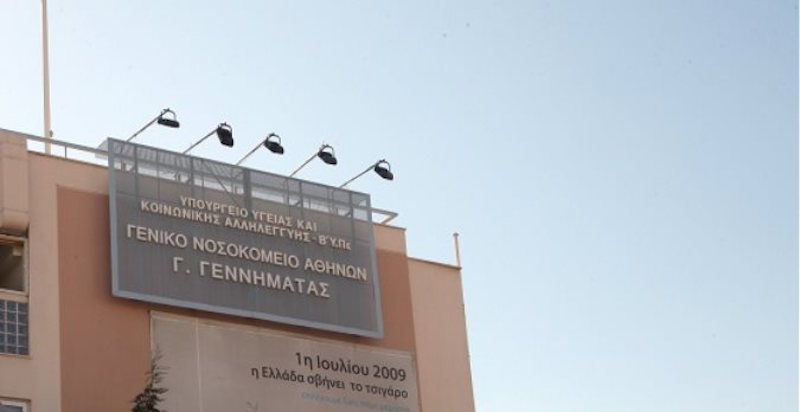 ΥΠΟΥΡΓΕΙΟ ΥΓΕΙΑΣ ΚΑΙ
ΚΟΙΝΩΝΙΚΗΣ ΑΛΛΗΛΕΓΓΥΗΣ - Β΄Υ.Πε
ΓΕΝΙΚΟ ΝΟΣΟΚΟΜΕΙΟ ΑΘΗΝΩΝ
Γ. ΓΕΝΝΗΜΑΤΑΣ
1η Ιουλίου 2009
η Ελλάδα σβήνει το τσιγάρο